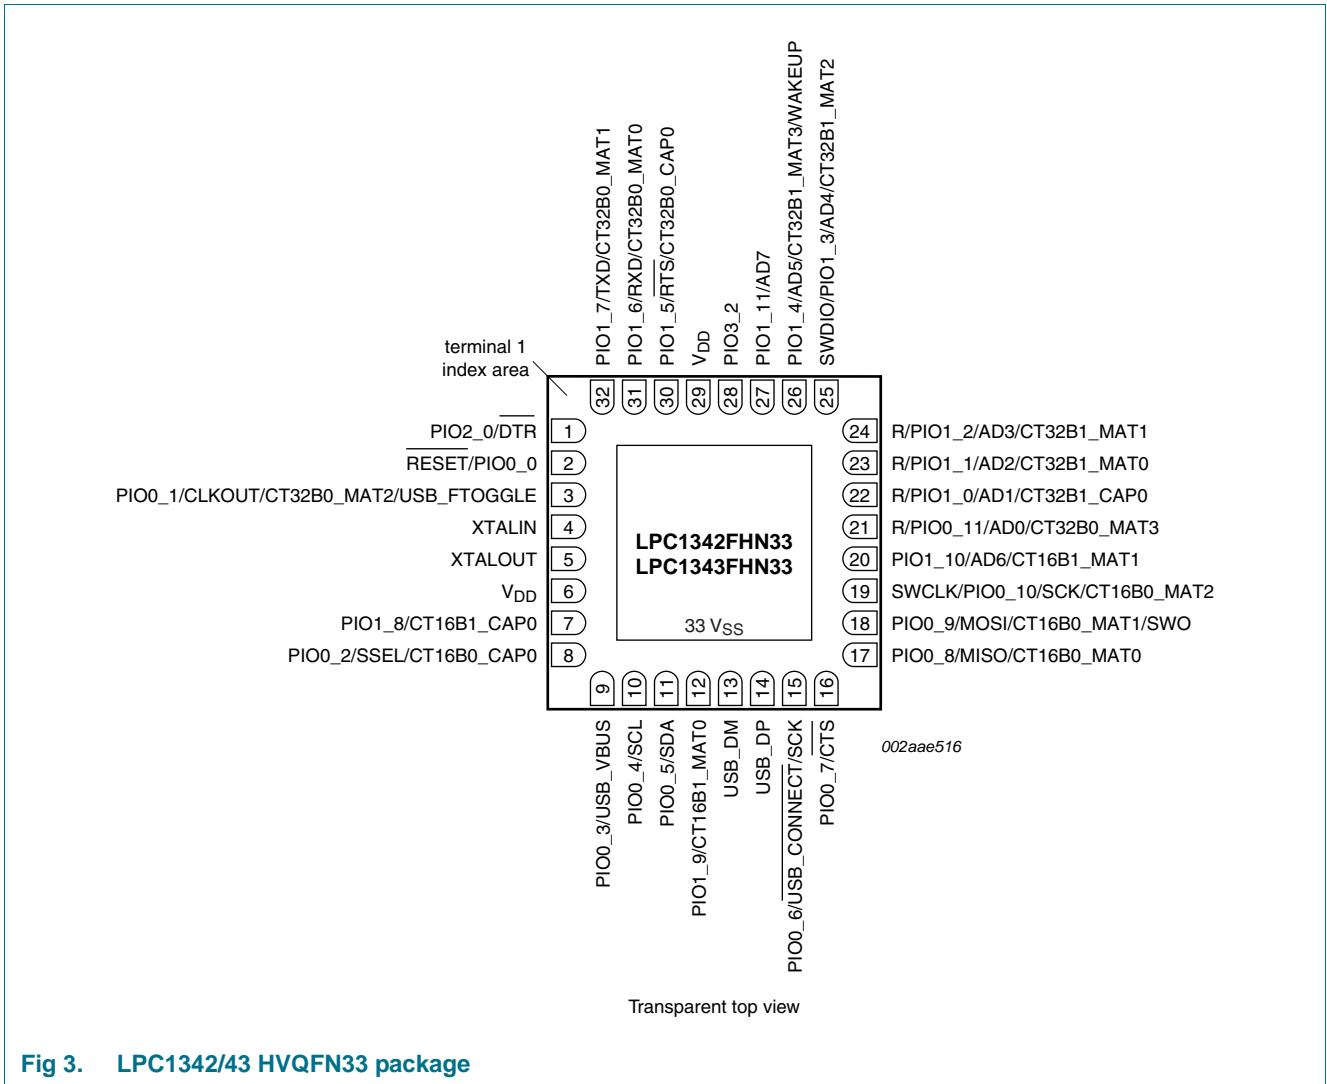 PIO1_7/TXD/CT32B0_MAT1
PIO1_6/RXD/CT32B0_MAT0
PIO1_5/RTS/CT32B0_CAP0
VDD
PIO3_2
PIO1_11/AD7
PIO1_4/AD5/CT32B1_MAT3/WAKEUP
SWDIO/PIO1_3/AD4/CT32B1_MAT2
terminal 1
index area
32 31 30 29 28 27 26 25
PIO2_0/DTR 1
RESET/PIO0_0 2
PIO0_1/CLKOUT/CT32B0_MAT2/USB_FTOGGLE 3
XTALIN 4
XTALOUT 5
VDD 6
PIO1_8/CT16B1_CAP0 7
PIO0_2/SSEL/CT16B0_CAP0 8
LPC1342FHN33
LPC1343FHN33
33 VSS
24 R/PIO1_2/AD3/CT32B1_MAT1
23 R/PIO1_1/AD2/CT32B1_MAT0
22 R/PIO1_0/AD1/CT32B1_CAP0
21 R/PIO0_11/AD0/CT32B0_MAT3
20 PIO1_10/AD6/CT16B1_MAT1
19 SWCLK/PIO0_10/SCK/CT16B0_MAT2
18 PIO0_9/MOSI/CT16B0_MAT1/SWO
17 PIO0_8/MISO/CT16B0_MAT0
9 10 11 12 13 14 15 16
PIO0_3/USB_VBUS
PIO0_4/SCL
PIO0_5/SDA
PIO1_9/CT16B1_MAT0
USB_DM
USB_DP
PIO0_6/USB_CONNECT/SCK
PIO0_7/CTS
002aae516
Transparent top view
Fig 3. LPC1342/43 HVQFN33 package